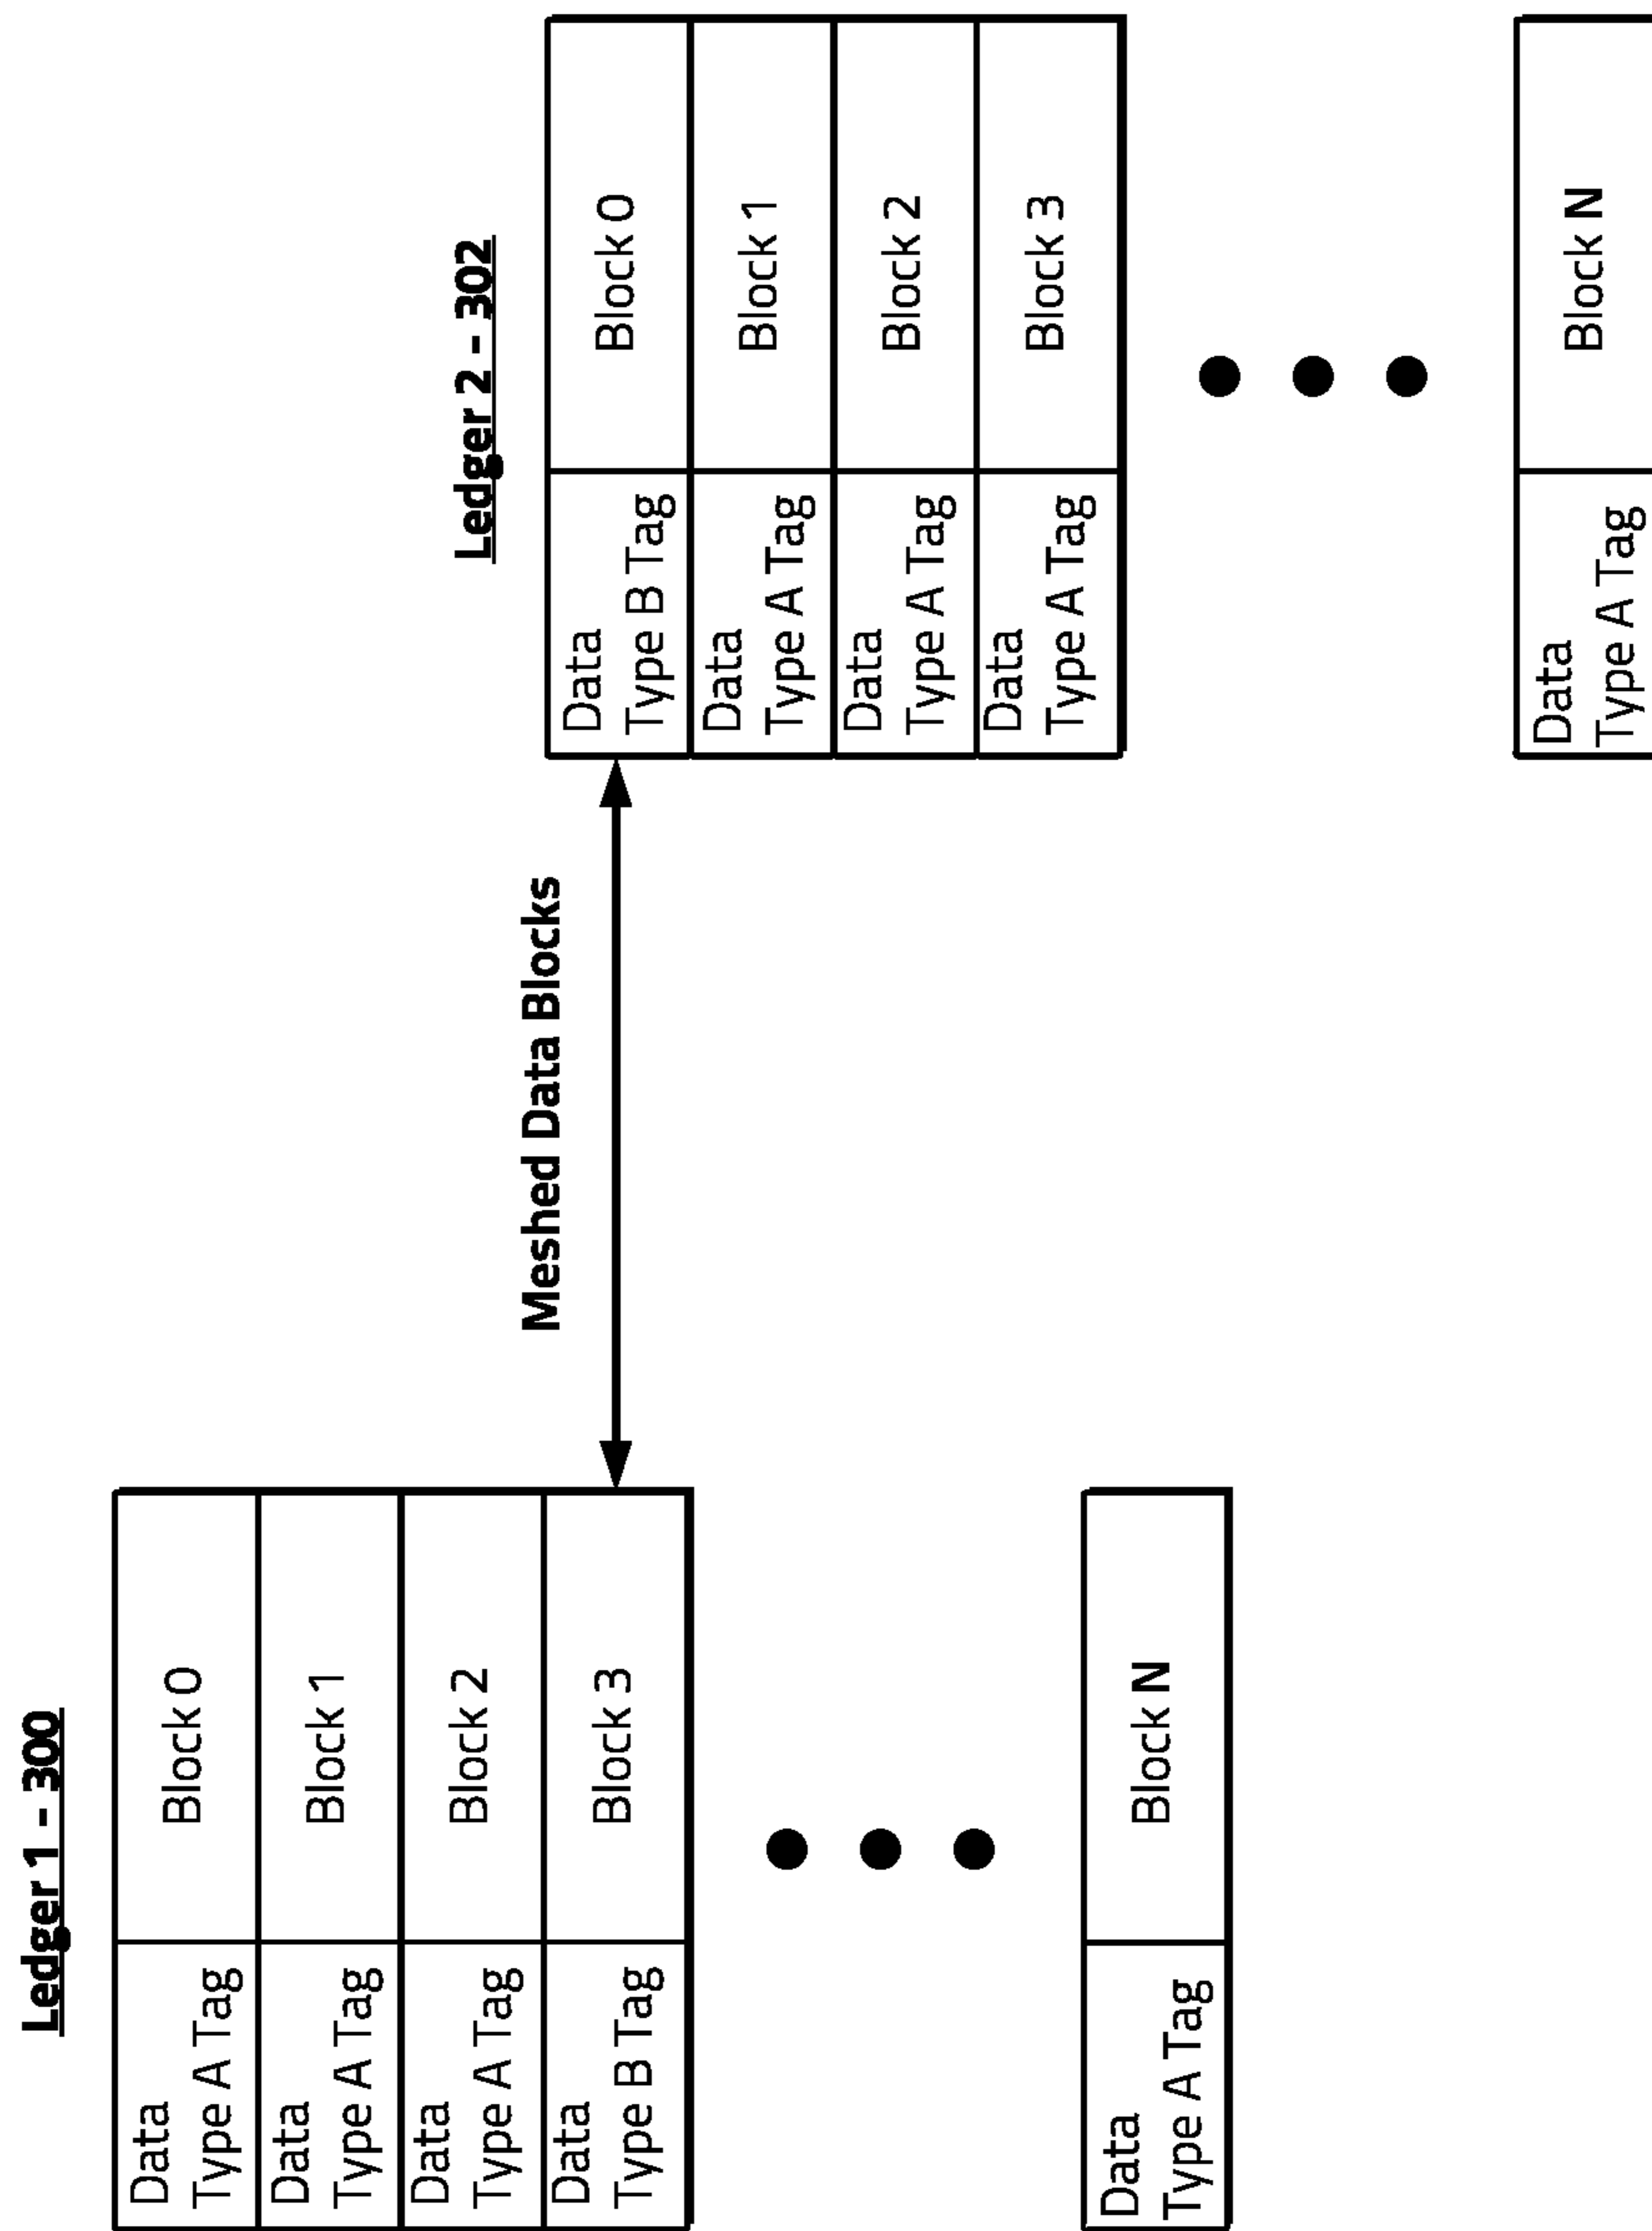 Ledger 1 - 300
Data
Type A Tag
Block 0
Data
Type A Tag
Block 1
Data
Type A Tag
Block 2
Data
Type B Tag
Block 3
Data
Type A Tag
Block N
Meshed Data Blocks
Ledger 2 - 302
Data
Type B Tag
Block 0
Data
Type A Tag
Block 1
Data
Type A Tag
Block 2
Data
Type A Tag
Block 3
Data
Type A Tag
Block N